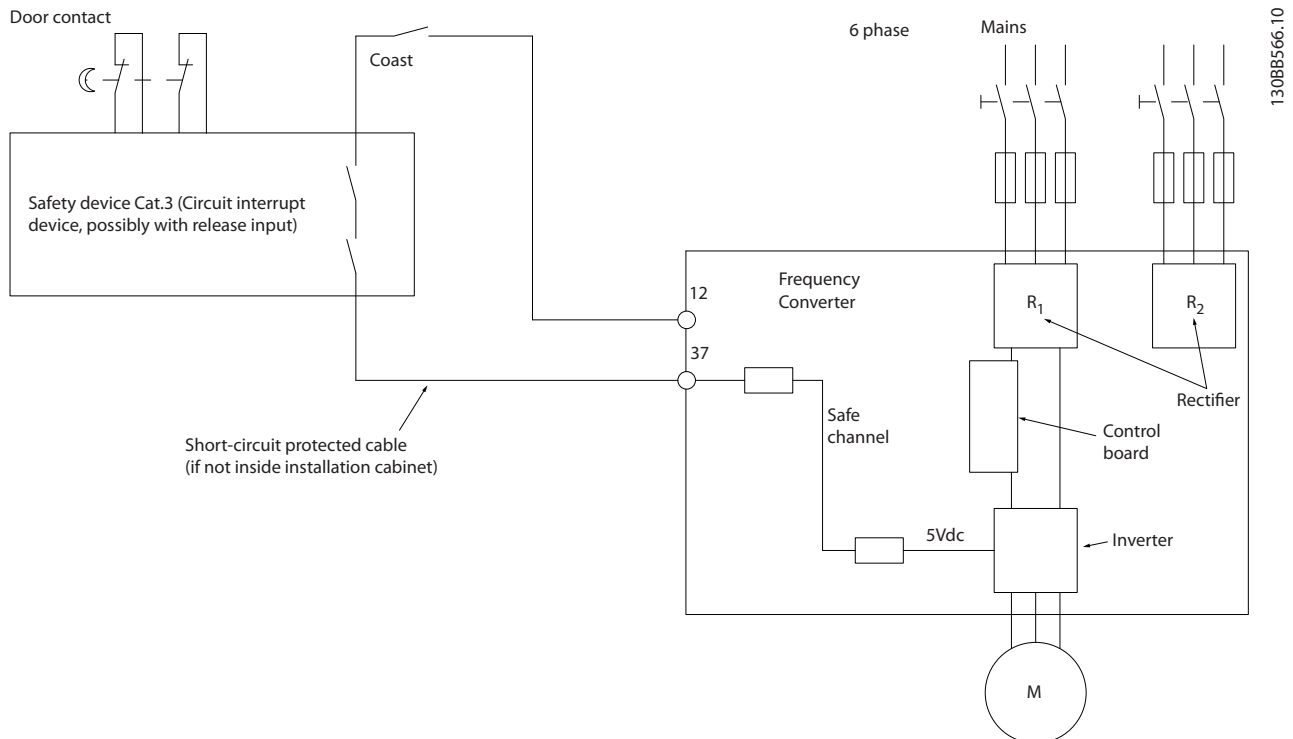 Door contact
Coast
6 phase
Mains
130BB566.10
Safety device Cat.3 (Circuit interrupt
device, possibly with release input)
12
Frequency
Converter
R1
R2
37
Rectifier
Safe
channel
Control
board
Short-circuit protected cable
(if not inside installation cabinet)
5Vdc
Inverter
M